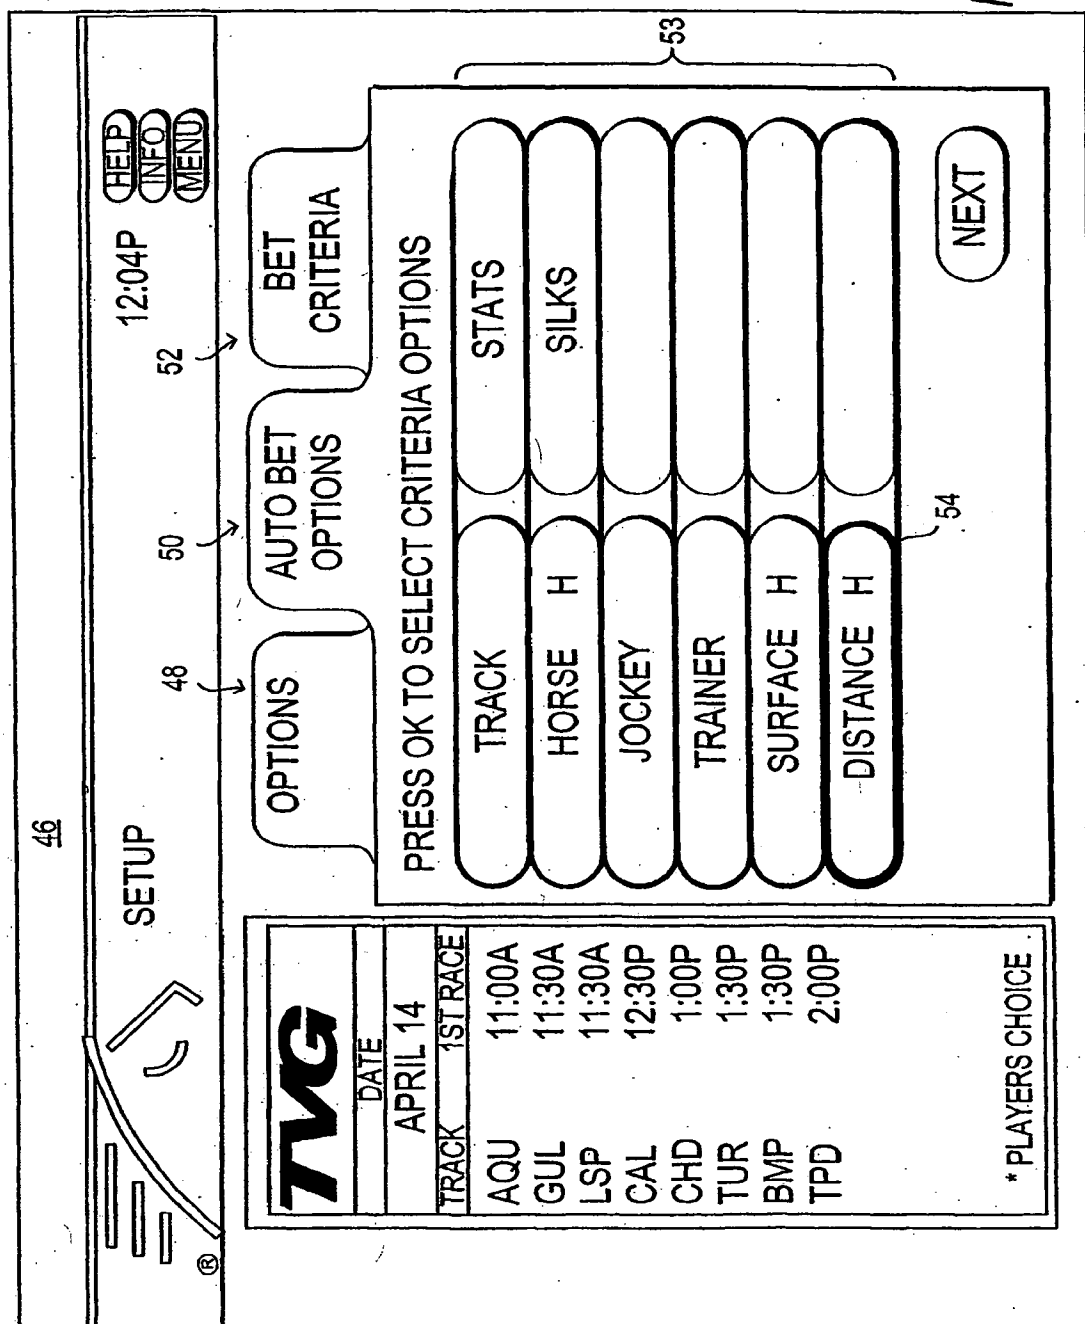 46
SETUP
12:04P
HELP
INFO
MENU
®
48
50
52
OPTIONS
AUTO BET
OPTIONS
BET
CRITERIA
TVG
DATE
APRIL 14
TRACK 1ST RACE
AQU 11:00A
GUL 11:30A
LSP 11:30A
CAL 12:30P
CHD 1:00P
TUR 1:30P
BMP 1:30P
TPD 2:00P
* PLAYERS CHOICE
PRESS OK TO SELECT CRITERIA OPTIONS
TRACK
STATS
HORSE H
SILKS
JOCKEY
TRAINER
SURFACE H
DISTANCE H
53
54
NEXT